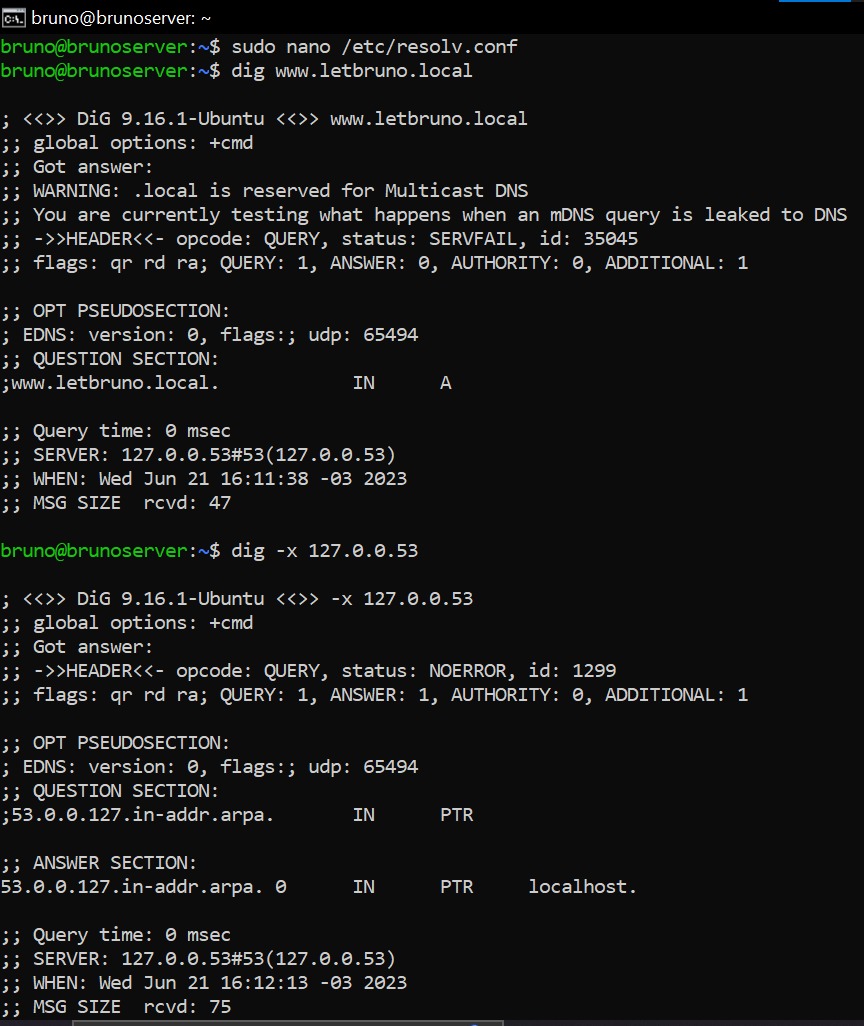 bruno@brunoserver: ~
bruno@brunoserver:~$ sudo nano /etc/resolv.conf
bruno@brunoserver:~$ dig www.letbruno.local
; <<>> DiG 9.16.1-Ubuntu <<>> www.letbruno.local
;; global options: +cmd
;; Got answer:
;; WARNING: .local is reserved for Multicast DNS
;; You are currently testing what happens when an mDNS query is leaked to DNS
;; ->>HEADER<<- opcode: QUERY, status: SERVFAIL, id: 35045
;; flags: qr rd ra; QUERY: 1, ANSWER: 0, AUTHORITY: 0, ADDITIONAL: 1
;; OPT PSEUDOSECTION:
; EDNS: version: 0, flags:; udp: 65494
;; QUESTION SECTION:
;www.letbruno.local. IN A
;; Query time: 0 msec
;; SERVER: 127.0.0.53#53(127.0.0.53)
;; WHEN: Wed Jun 21 16:11:38 -03 2023
;; MSG SIZE rcvd: 47
bruno@brunoserver:~$ dig -x 127.0.0.53
; <<>> DiG 9.16.1-Ubuntu <<>> -x 127.0.0.53
;; global options: +cmd
;; Got answer:
;; ->>HEADER<<- opcode: QUERY, status: NOERROR, id: 1299
;; flags: qr rd ra; QUERY: 1, ANSWER: 1, AUTHORITY: 0, ADDITIONAL: 1
;; OPT PSEUDOSECTION:
; EDNS: version: 0, flags:; udp: 65494
;; QUESTION SECTION:
;53.0.0.127.in-addr.arpa. IN PTR
;; ANSWER SECTION:
53.0.0.127.in-addr.arpa. 0 IN PTR localhost.
;; Query time: 0 msec
;; SERVER: 127.0.0.53#53(127.0.0.53)
;; WHEN: Wed Jun 21 16:12:13 -03 2023
;; MSG SIZE rcvd: 75